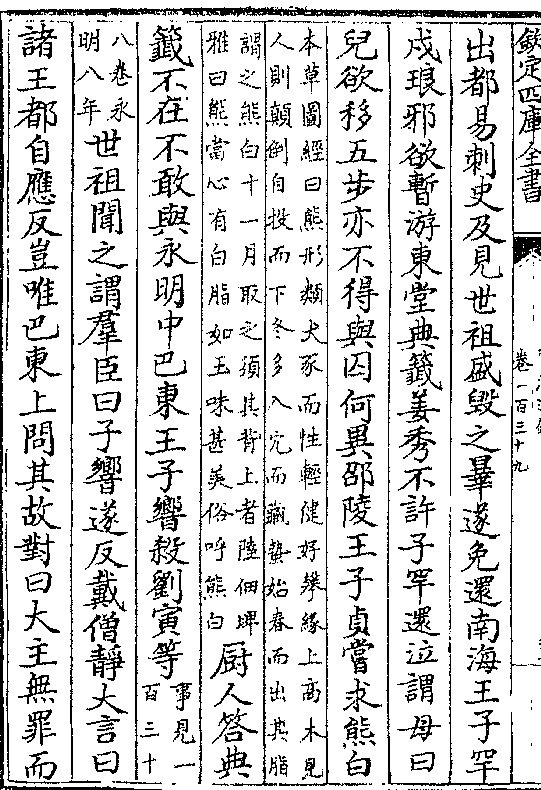 欽定四庫全書
卷一百三十九
出都易刺史及見世祖盛毀之畢遂免還南海王子罕
戍琅邪欲暫游東堂典籖姜秀不許子罕還泣謂母曰
兒欲移五步亦不得與囚何異邵陵王子貞嘗求熊白
本草圖經曰熊形類犬豕而性輕健好攀緣上高木見
人則顛倒自投而下冬多入穴而藏蟄始春而出其脂
謂之熊白十一月取之須其背上者陸佃埤
雅曰熊當心有白脂如玉味甚美俗呼熊白
厨人答典
籖不在不敢與永明中巴東王子響殺劉寅等
事見一
百三十
八卷永
明八年
世祖聞之謂羣臣曰子響遂反戴僧靜大言曰
諸王都自應反豈唯巴東上問其故對曰天王無罪而